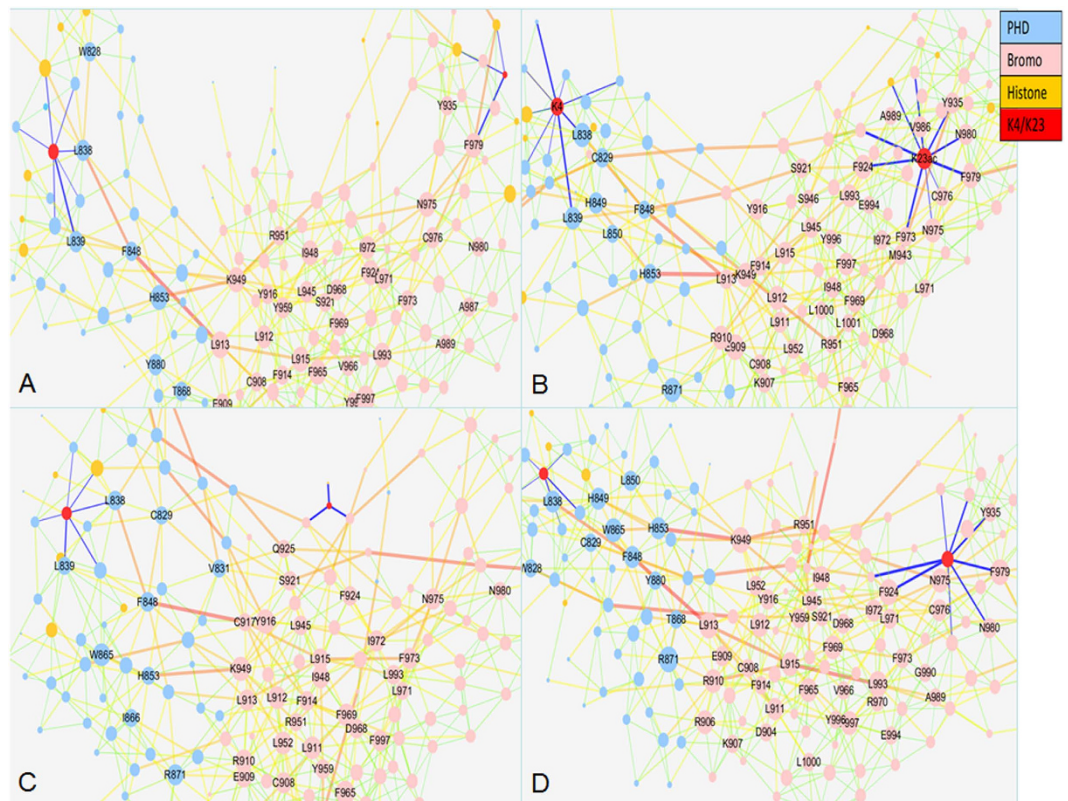 PHD
Bromo
Histone
K4/K23
W828
Y935
L838
F979
N975
L839
R951
F848
I948
I972
C976
N980
K949
H853
Y916
L945
D968
S921
L971
Y959
F973
A987
F969
L912
L913
A989
L915
L993
Y880
F914
F965
V966
T868
C908
F997
A
K4
A989
Y935
V986
N980
L838
C829
K23ac
S921
F924
F979
H849
S946
L993
C976
F848
Y916
E994
L839
L945
N975
L850
Y996
I972
F973
L915
M943
F914
F997
H853
L913
K949
I948
L971
L912
F969
L1000
L911
L1001
R910
D968
L952
R951
C908
R871
K907
F965
B
L838
C829
L839
Q925
V831
S921
F924
N980
F848
N975
C917
Y916
L945
I972
W865
L915
F973
H853
K949
I948
L993
L913
L912
F914
L971
I866
R951
F969
D968
L952
L911
F997
R910
Y959
R871
E909
C908
F965
C
L850
L838
H849
Y935
R951
W865
H853
C829
K949
F848
W828
N975
F979
Y880
I948
F924
L952
Y916
L945
C976
I972
T868
Y959
S921
L971
L913
L912
D968
N980
F969
R871
E909
F973
C908
L915
R910
G990
F914
F965
V966
L993
R970
A989
L911
R906
Y996
D904
E994
K907
L1000
D